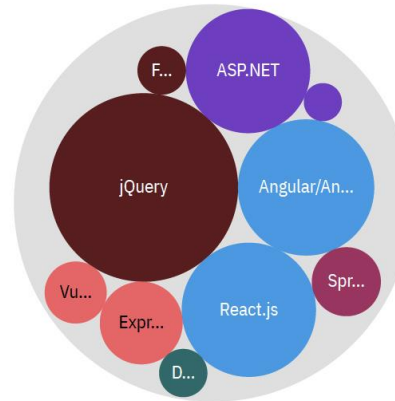 F...
ASP.NET
jQuery
Angular/An...
Vu...
Expr...
React.js
Spr...
D...